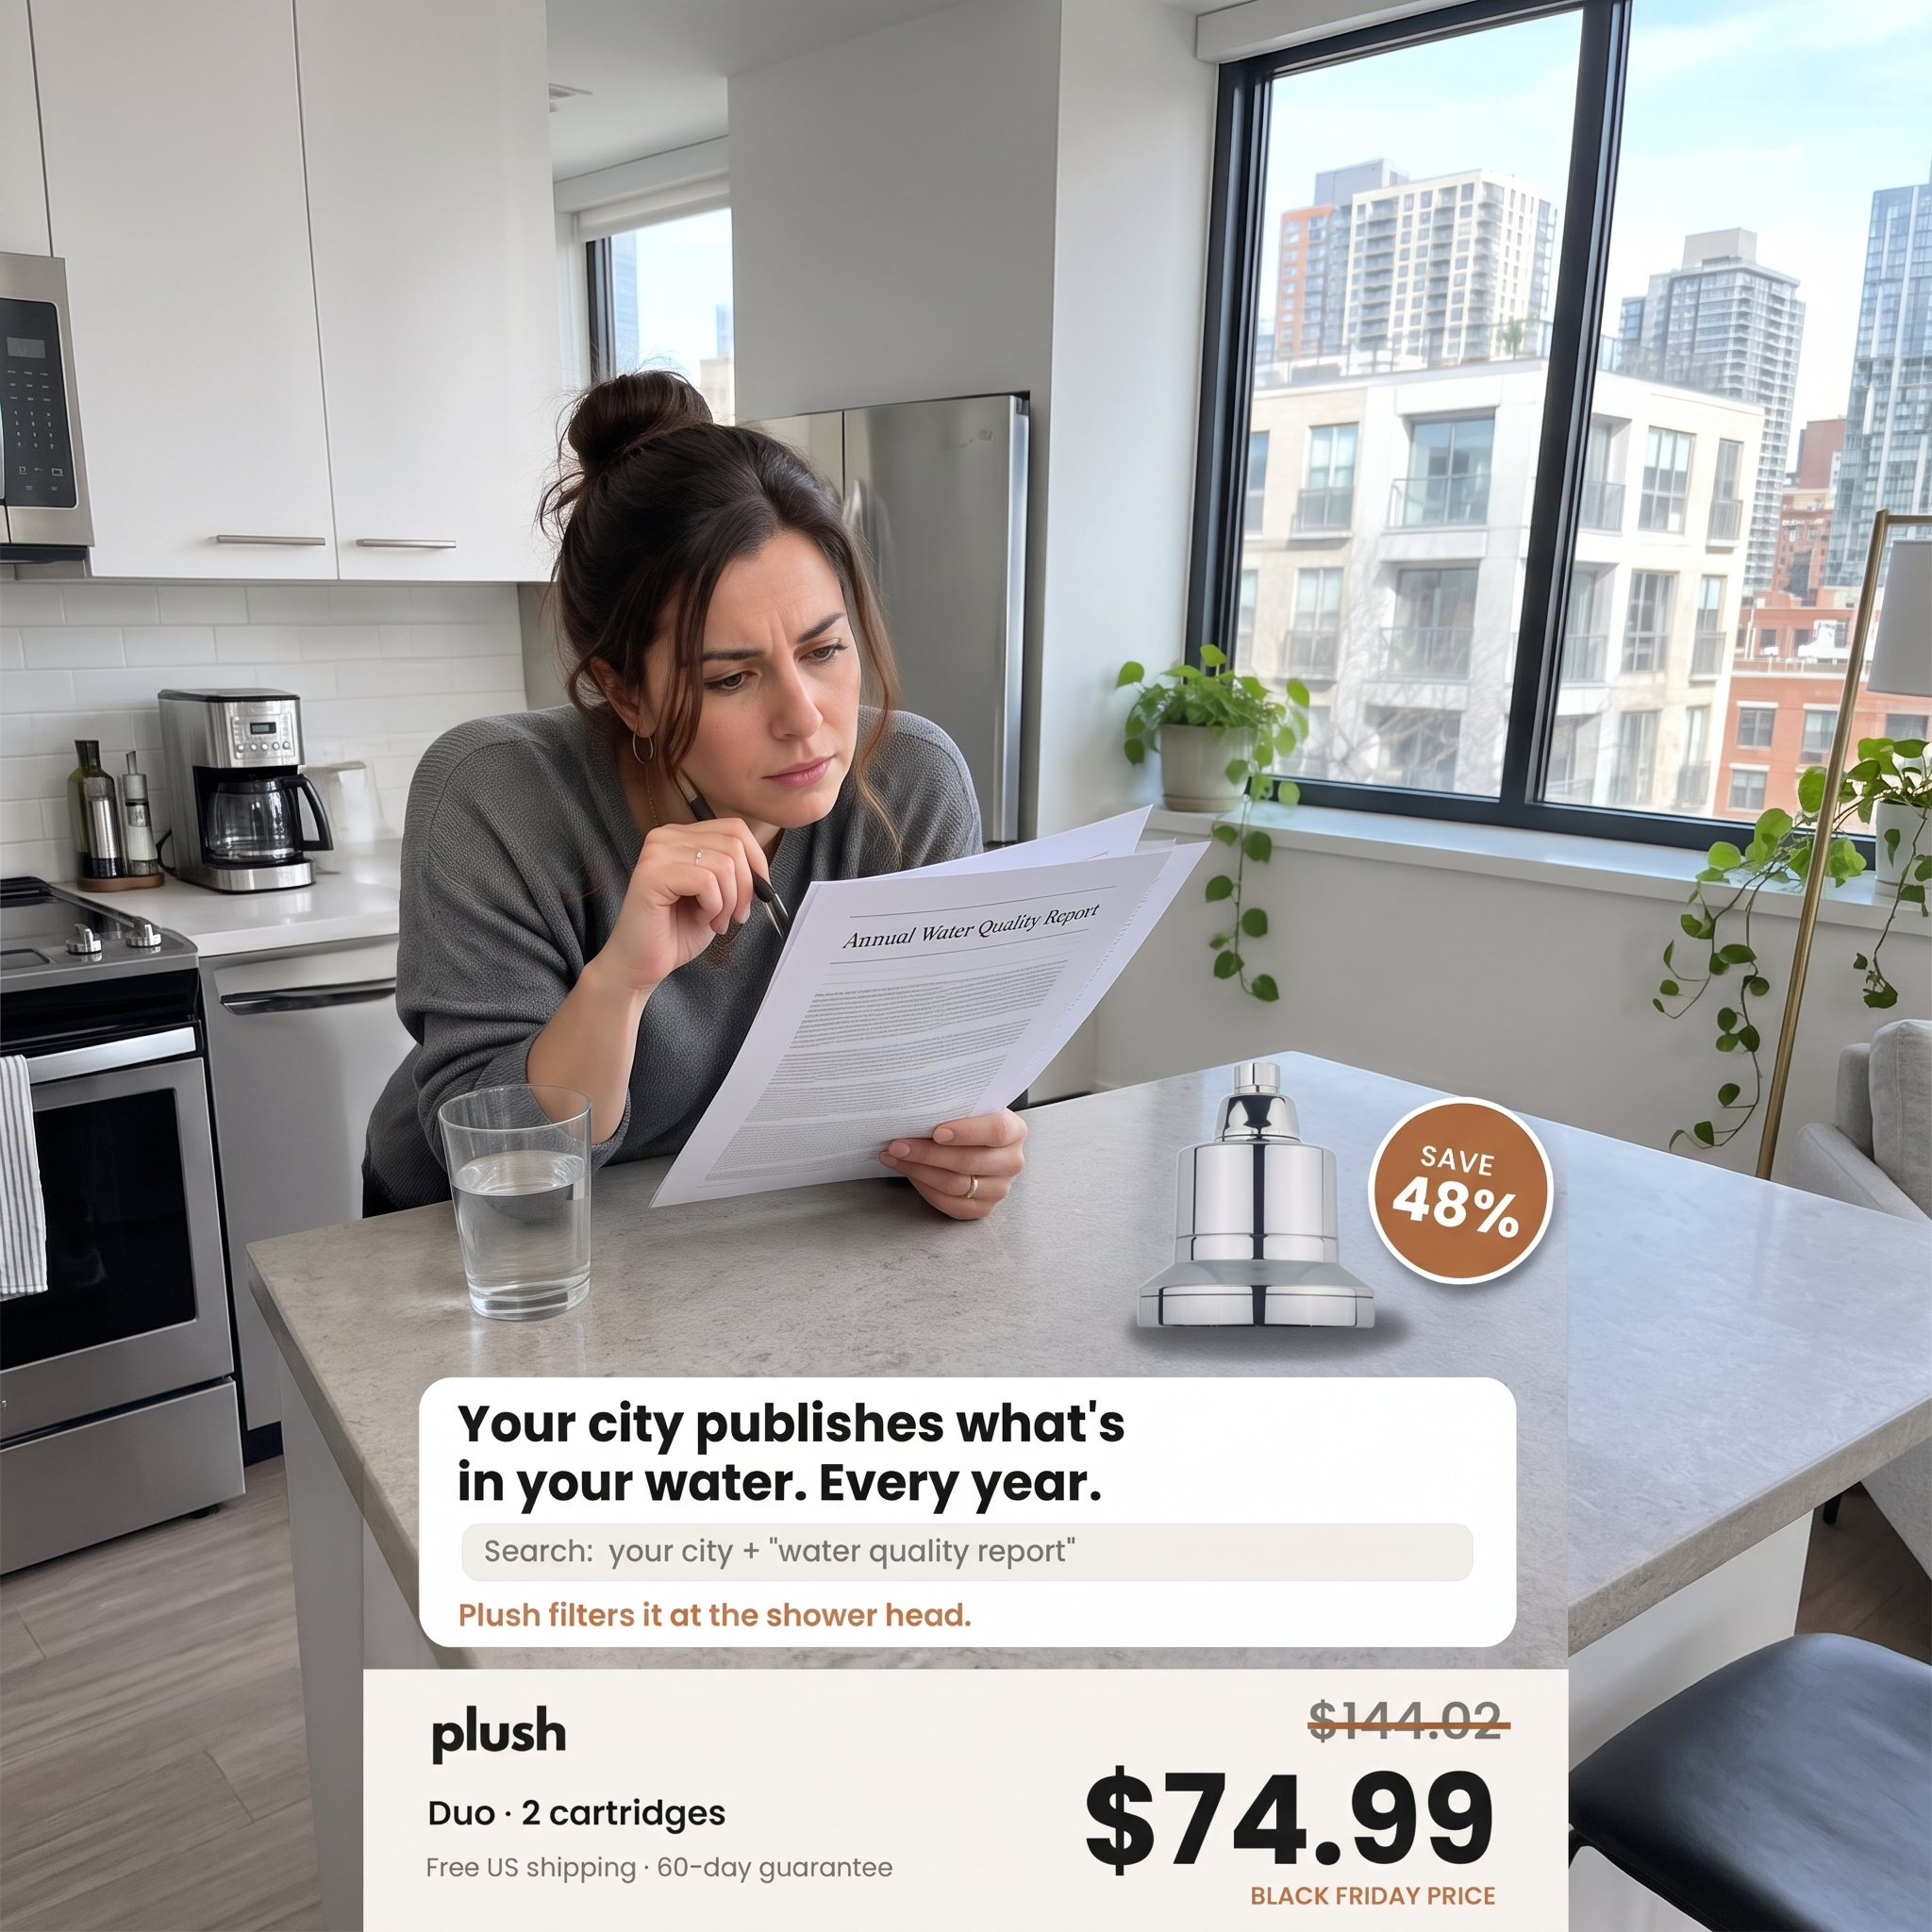 Annual Water Quality Report
SAVE
48%
Your city publishes what's
in your water. Every year.
Search: your city + "water quality report"
Plush filters it at the shower head.
plush
Duo · 2 cartridges
Free US shipping · 60-day guarantee
$144.02
$74.99
BLACK FRIDAY PRICE